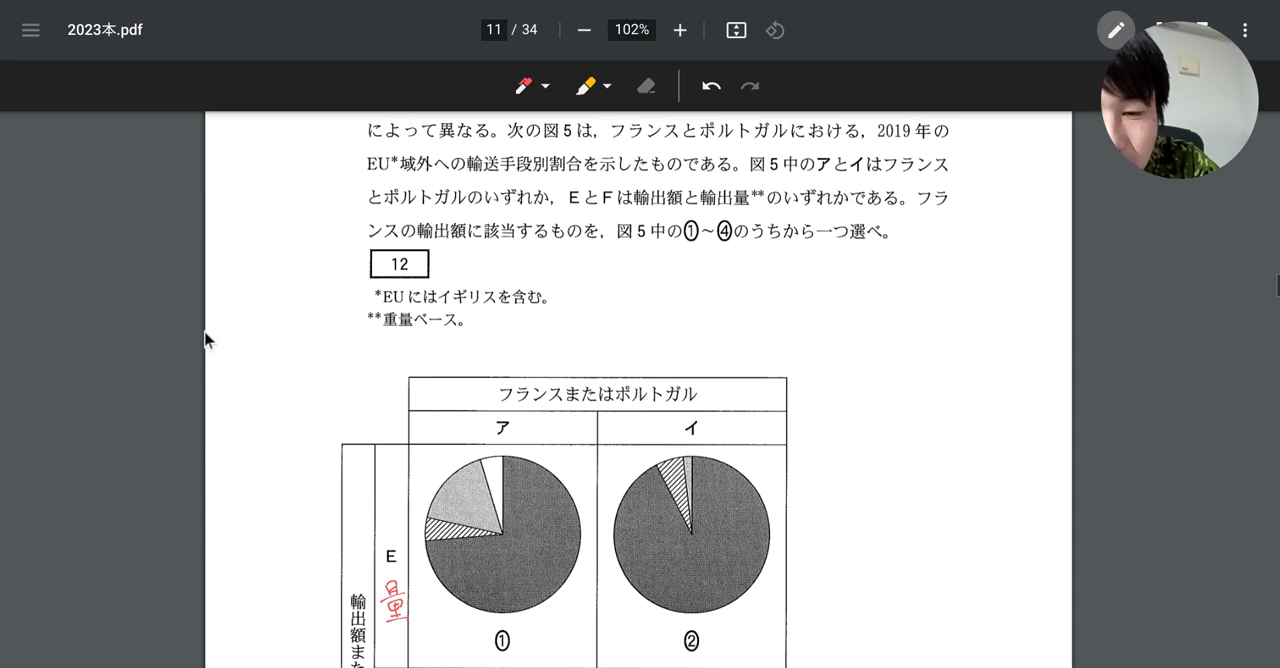 2023本.pdf
11 / 34
102%
によって異なる。次の図5は，フランスとポルトガルにおける，2019年の
EU*域外への輸送手段別割合を示したものである。図5中のアとイはフランス
とポルトガルのいずれか，EとFは輸出額と輸出量**のいずれかである。フラ
ンスの輸出額に該当するものを，図5中の①～④のうちから一つ選べ。
12
*EUにはイギリスを含む。
**重量ベース。
フランスまたはポルトガル
ア
イ
E
量
輸出額また
①
②